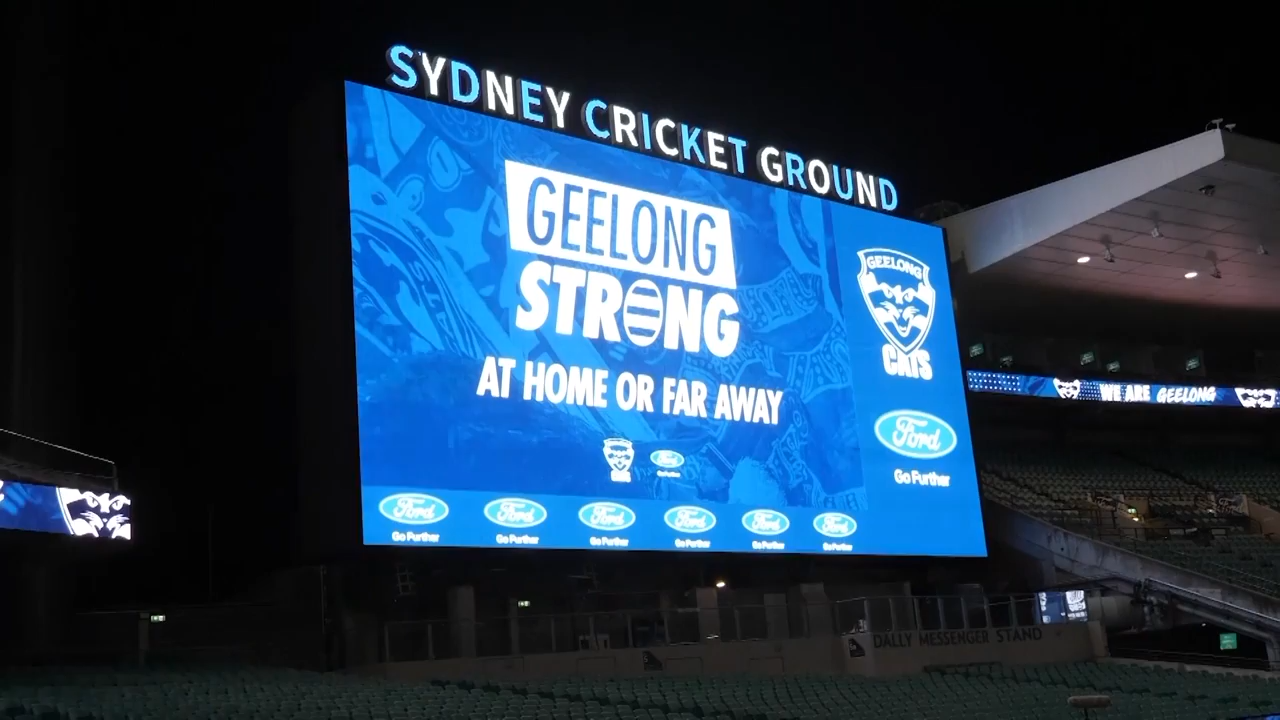 SYDNEY CRICKET GROUND
GEELONG
STRONG
AT HOME OR FAR AWAY
GEELONG
CATS
Ford
Go Further
CATS
Ford
Ford
Go Further
Ford
Go Further
Ford
Go Further
Ford
Go Further
Ford
Go Further
Ford
Go Further
WE ARE GEELONG
DALLY MESSENGER STAND